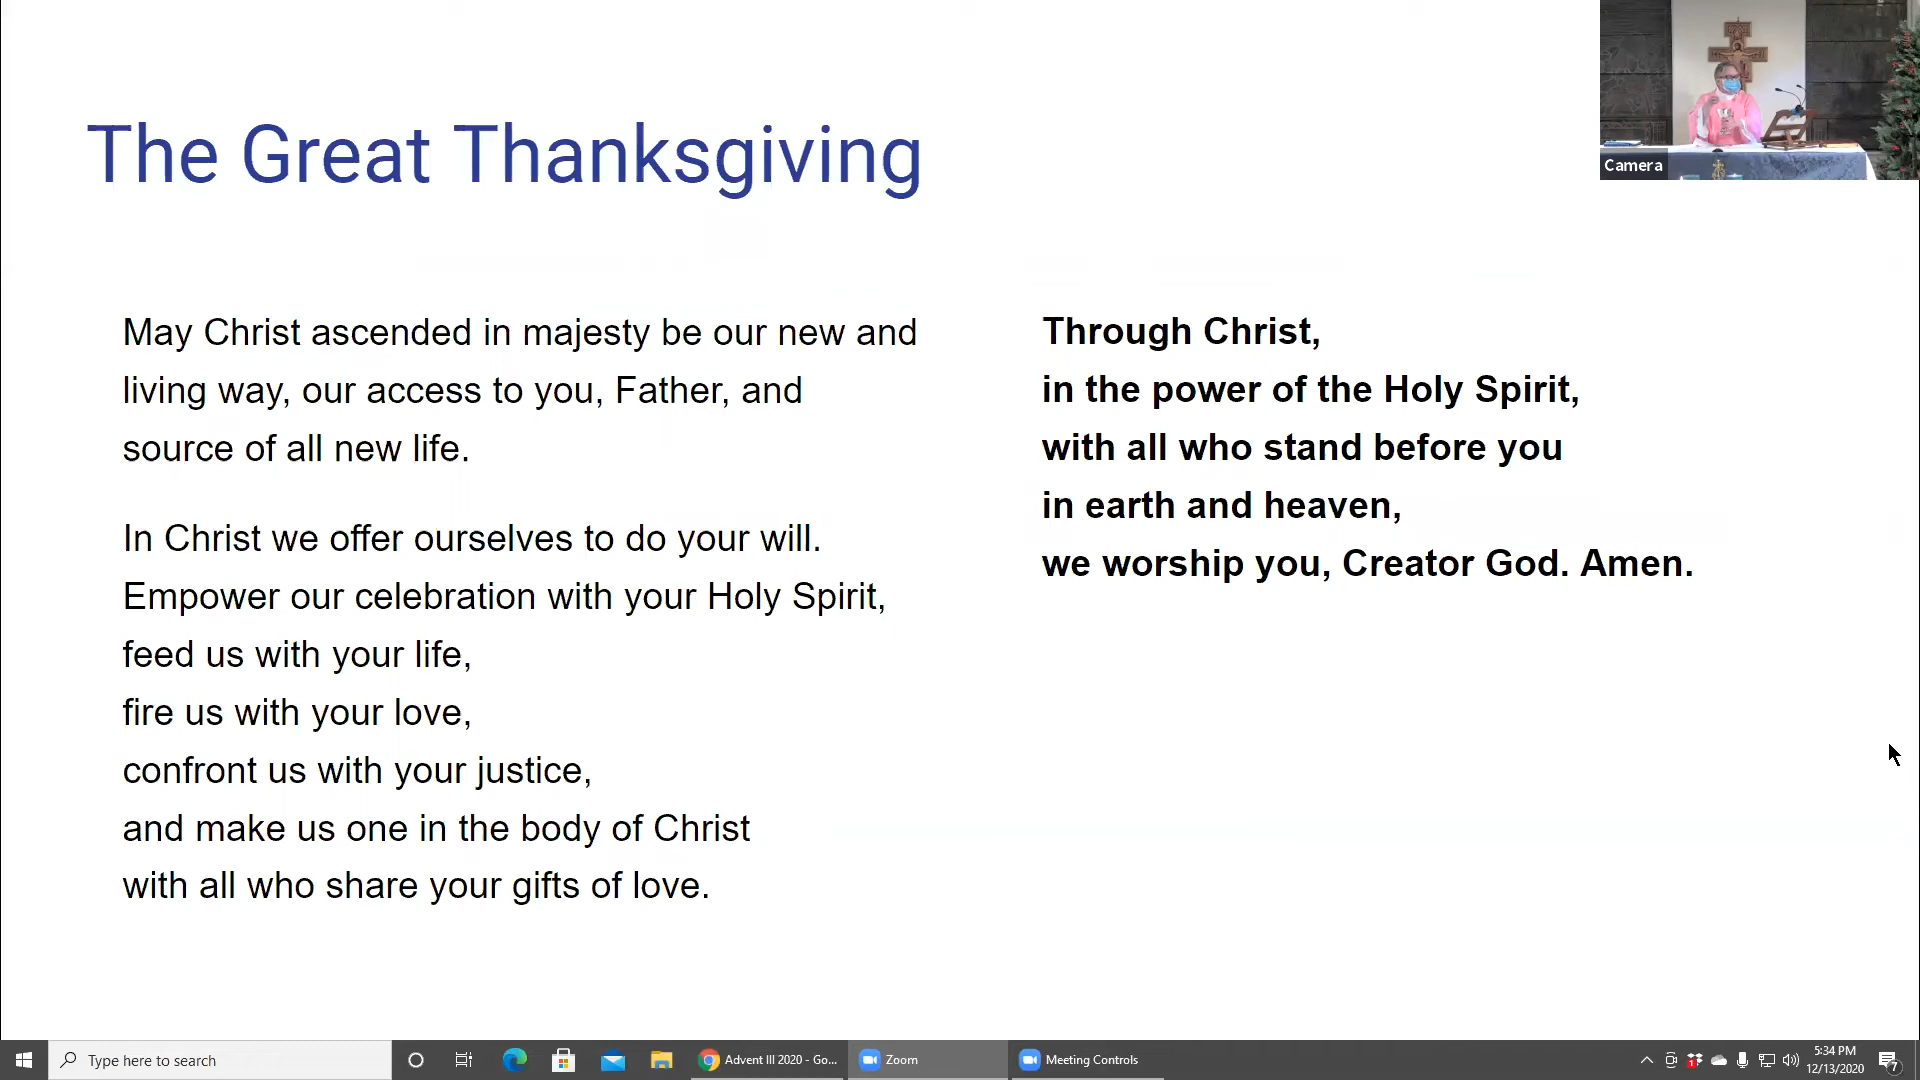 The Great Thanksgiving
May Christ ascended in majesty be our new and
living way, our access to you, Father, and
source of all new life.
In Christ we offer ourselves to do your will.
Empower our celebration with your Holy Spirit,
feed us with your life,
fire us with your love,
confront us with your justice,
and make us one in the body of Christ
with all who share your gifts of love.
Through Christ,
in the power of the Holy Spirit,
with all who stand before you
in earth and heaven,
we worship you, Creator God. Amen.
Camera
Type here to search
Advent III 2020 - Go...
Zoom
Meeting Controls
1
5:34 PM
12/13/2020
7